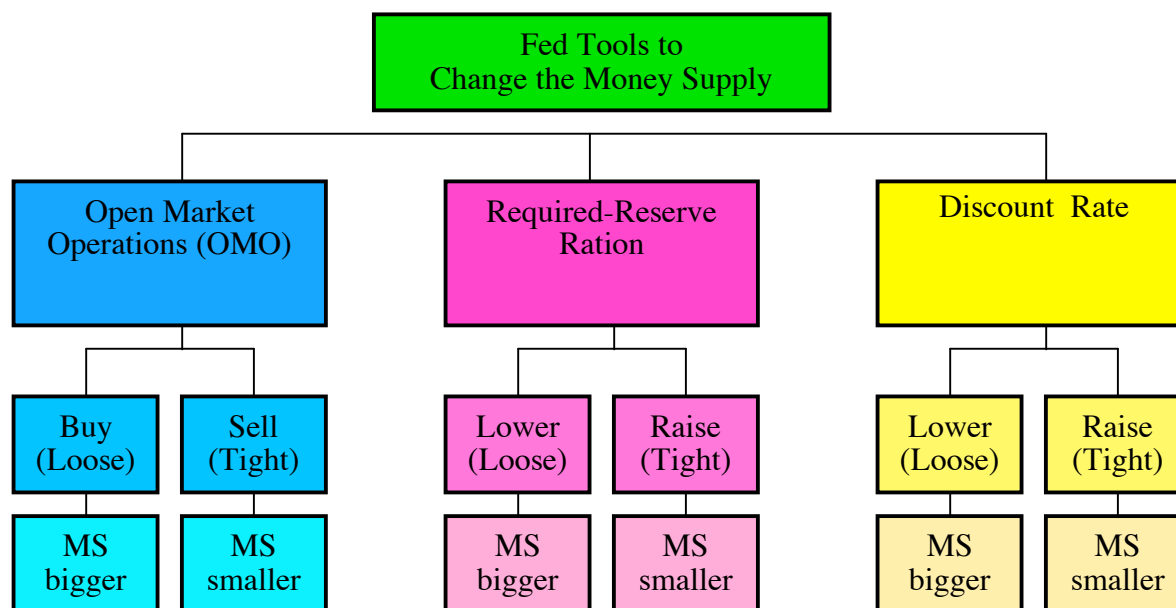 Fed Tools to
Change the Money Supply
Open Market
Operations (OMO)
Required-Reserve
Ration
Discount Rate
Buy
(Loose)
Sell
(Tight)
Lower
(Loose)
Raise
(Tight)
Lower
(Loose)
Raise
(Tight)
MS
bigger
MS
smaller
MS
bigger
MS
smaller
MS
bigger
MS
smaller